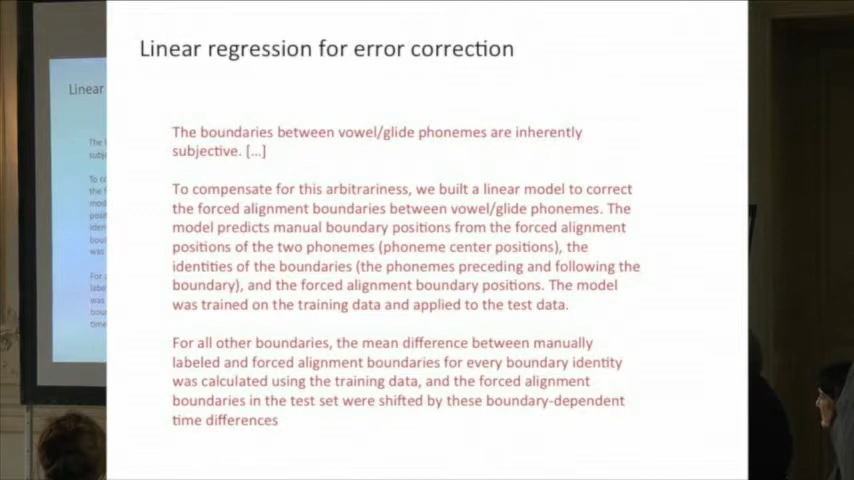 Linear regression for error correction
The boundaries between vowel/glide phonemes are inherently
subjective. […]
To compensate for this arbitrariness, we built a linear model to correct
the forced alignment boundaries between vowel/glide phonemes. The
model predicts manual boundary positions from the forced alignment
positions of the two phonemes (phoneme center positions), the
identities of the boundaries (the phonemes preceding and following the
boundary), and the forced alignment boundary positions. The model
was trained on the training data and applied to the test data.
For all other boundaries, the mean difference between manually
labeled and forced alignment boundaries for every boundary identity
was calculated using the training data, and the forced alignment
boundaries in the test set were shifted by these boundary-dependent
time differences
Linear